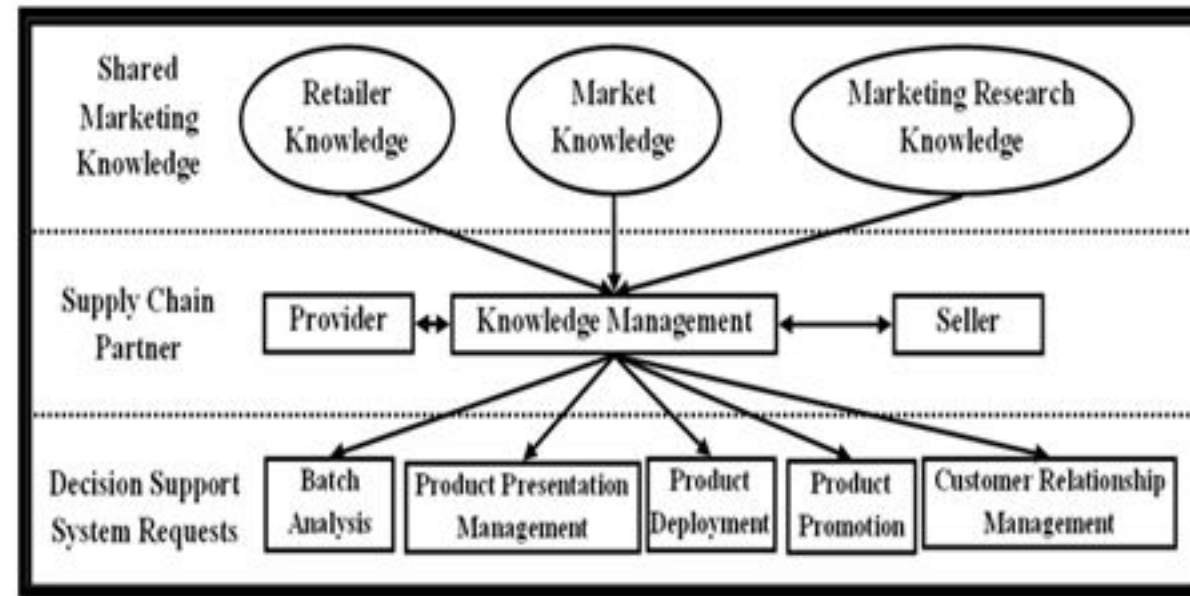 Shared
Marketing
Knowledge
Retailer
Knowledge
Market
Knowledge
Marketing Research
Knowledge
Supply Chain
Partner
Provider
Knowledge Management
Seller
Decision Support
System Requests
Batch
Analysis
Product Presentation
Management
Product
Deployment
Product
Promotion
Customer Relationship
Management